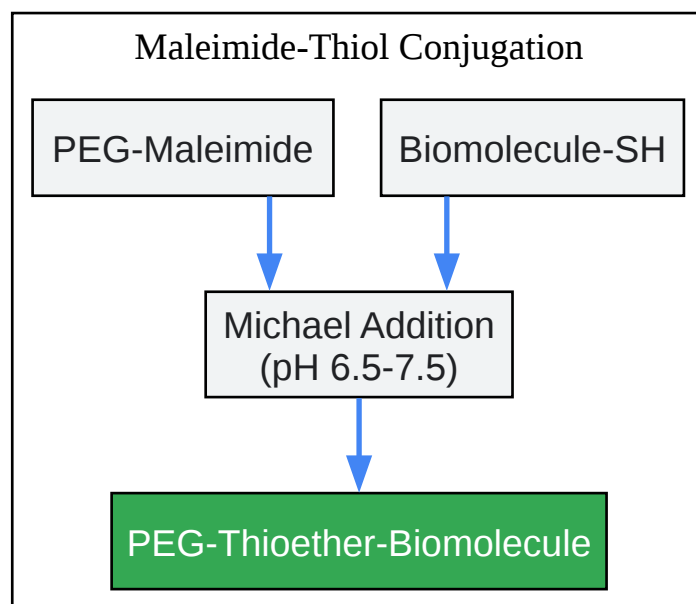 Maleimide-Thiol Conjugation
PEG-Maleimide
Biomolecule-SH
Michael Addition
(pH 6.5-7.5)
PEG-Thioether-Biomolecule